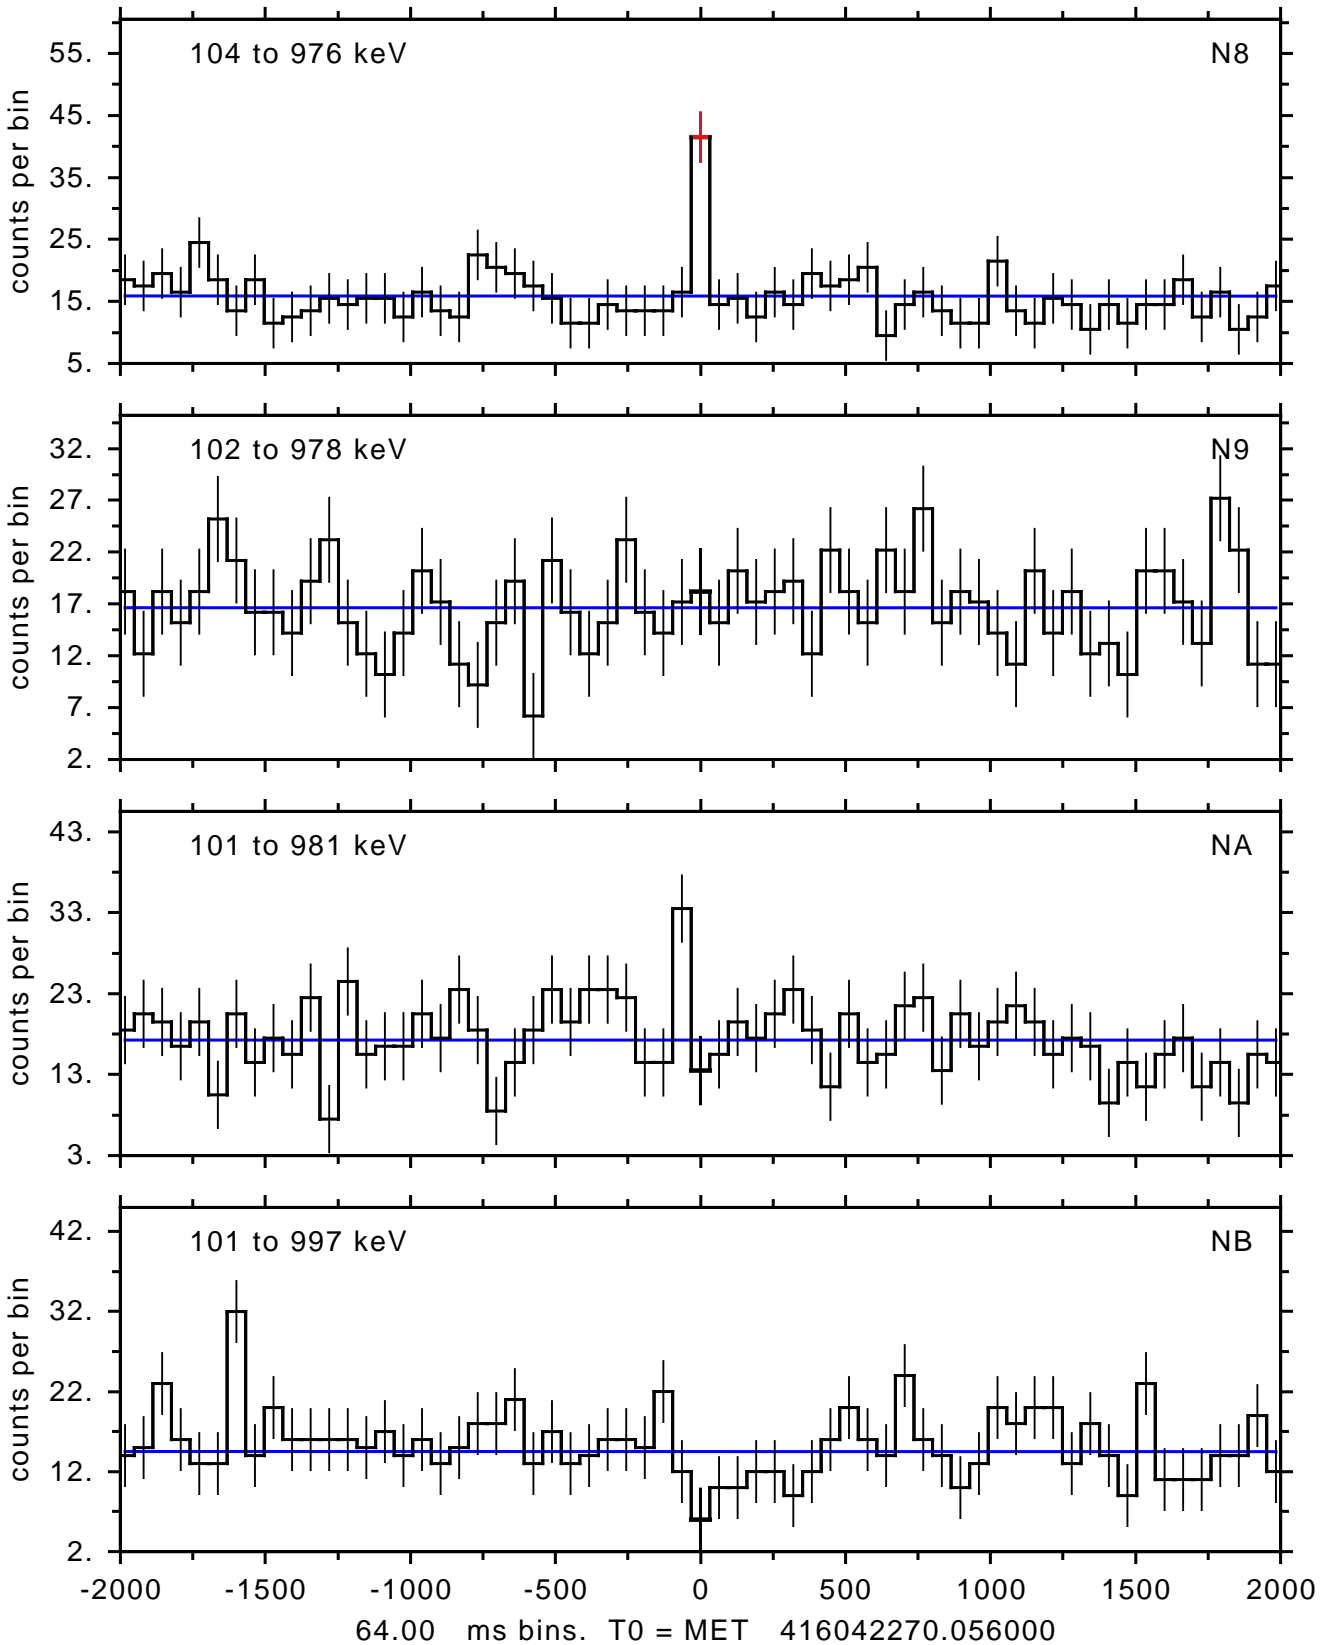 104 to 976 keV N8
counts per bin
55.
45.
35.
25.
15.
5.
102 to 978 keV N9
counts per bin
32.
27.
22.
17.
12.
7.
2.
101 to 981 keV NA
counts per bin
43.
33.
23.
13.
3.
101 to 997 keV NB
counts per bin
42.
32.
22.
12.
2.
-2000 -1500 -1000 -500 0 500 1000 1500 2000
64.00 ms bins. T0 = MET 416042270.056000